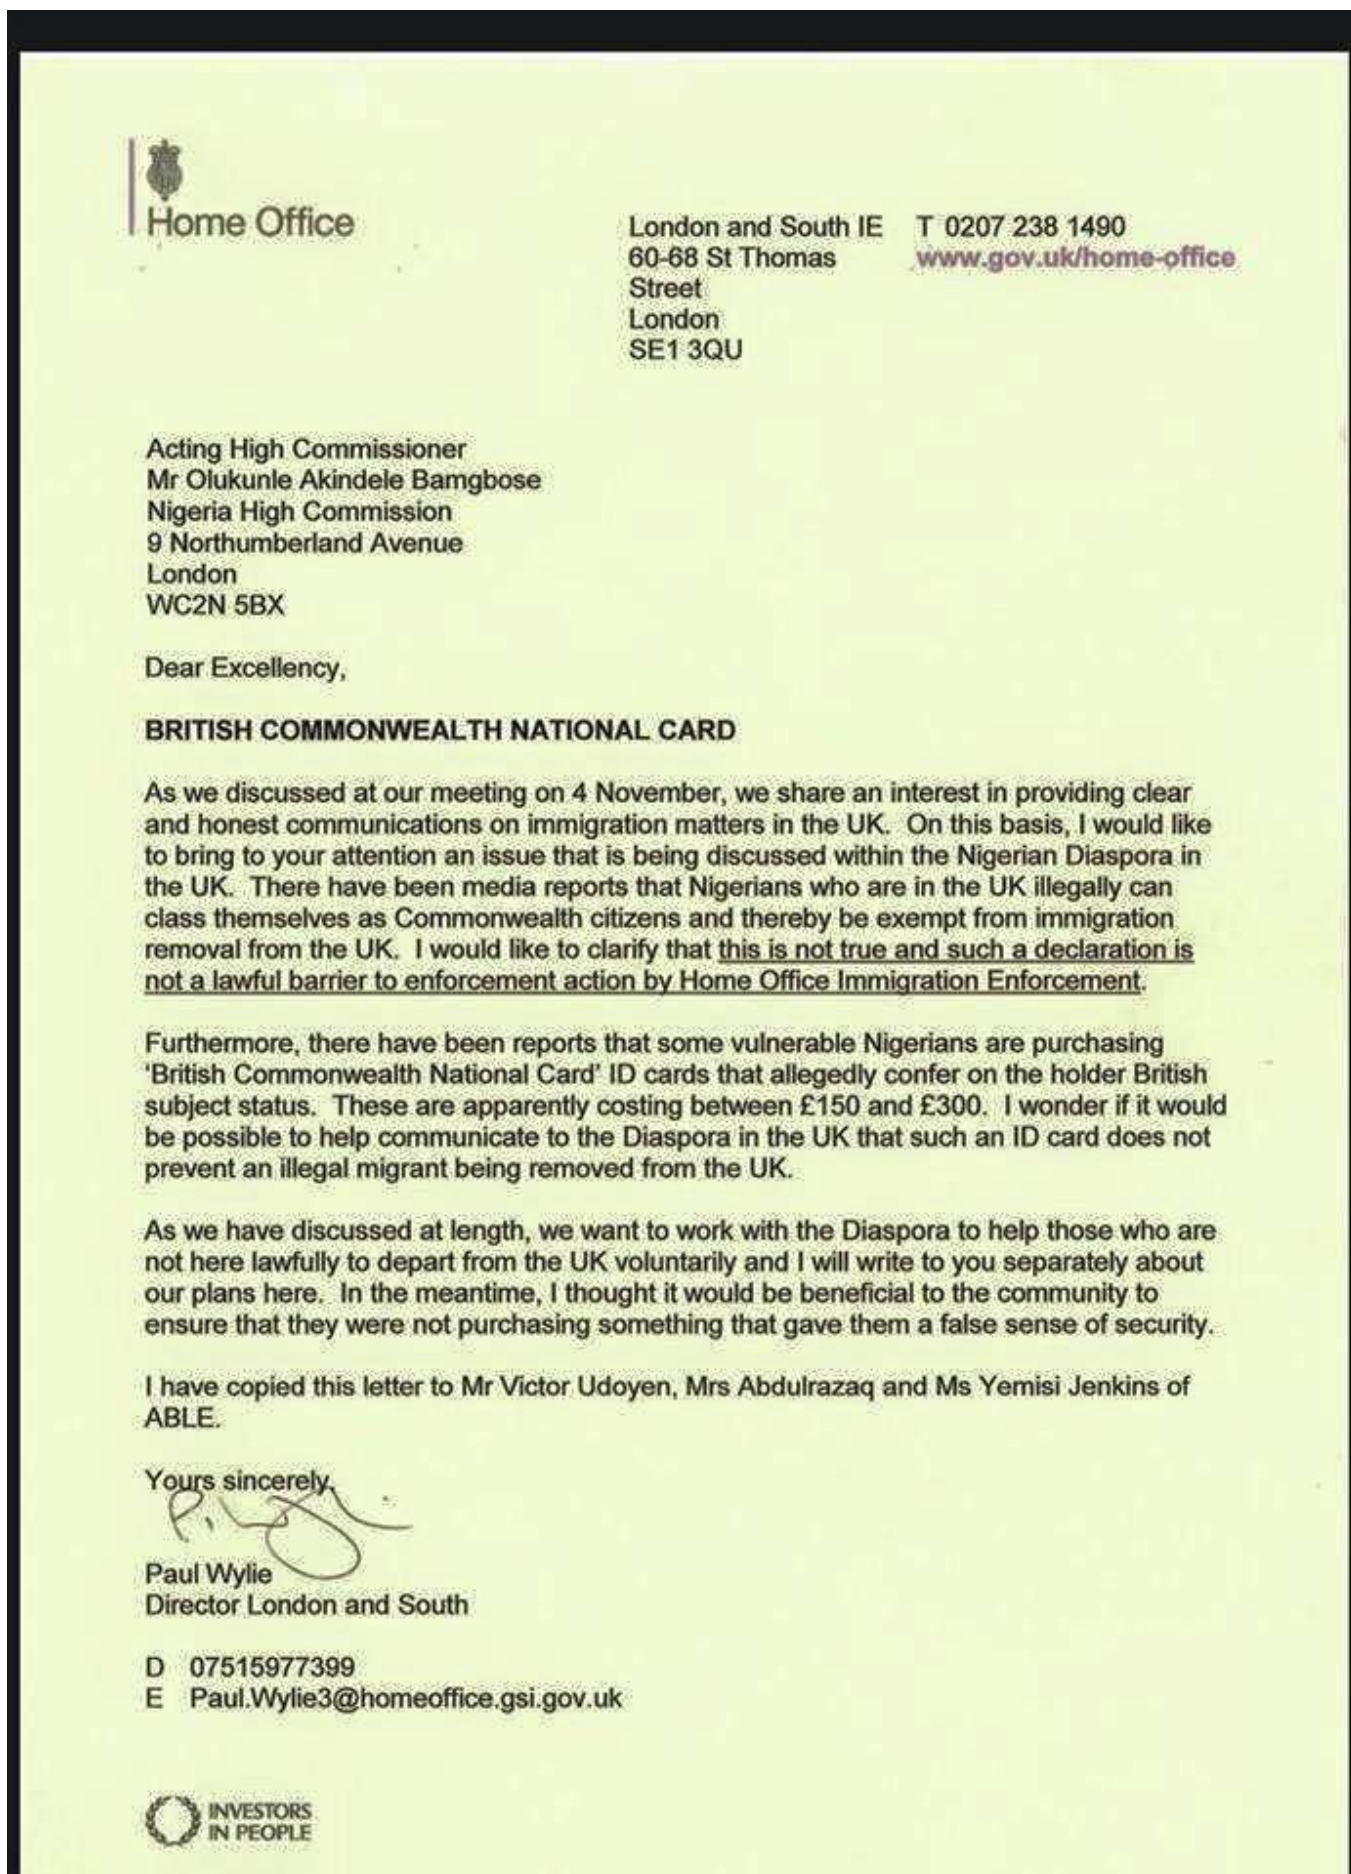 Home Office
London and South IE
60-68 St Thomas
Street
London
SE1 3QU
T 0207 238 1490
www.gov.uk/home-office
Acting High Commissioner
Mr Olukunle Akindele Bamgbose
Nigeria High Commission
9 Northumberland Avenue
London
WC2N 5BX
Dear Excellency,
BRITISH COMMONWEALTH NATIONAL CARD
As we discussed at our meeting on 4 November, we share an interest in providing clear
and honest communications on immigration matters in the UK. On this basis, I would like
to bring to your attention an issue that is being discussed within the Nigerian Diaspora in
the UK. There have been media reports that Nigerians who are in the UK illegally can
class themselves as Commonwealth citizens and thereby be exempt from immigration
removal from the UK. I would like to clarify that this is not true and such a declaration is
not a lawful barrier to enforcement action by Home Office Immigration Enforcement.
Furthermore, there have been reports that some vulnerable Nigerians are purchasing
'British Commonwealth National Card' ID cards that allegedly confer on the holder British
subject status. These are apparently costing between £150 and £300. I wonder if it would
be possible to help communicate to the Diaspora in the UK that such an ID card does not
prevent an illegal migrant being removed from the UK.
As we have discussed at length, we want to work with the Diaspora to help those who are
not here lawfully to depart from the UK voluntarily and I will write to you separately about
our plans here. In the meantime, I thought it would be beneficial to the community to
ensure that they were not purchasing something that gave them a false sense of security.
I have copied this letter to Mr Victor Udoyen, Mrs Abdulrazaq and Ms Yemisi Jenkins of
ABLE.
Yours sincerely,
Paul Wylie
Director London and South
D 07515977399
E Paul.Wylie3@homeoffice.gsi.gov.uk
INVESTORS
IN PEOPLE